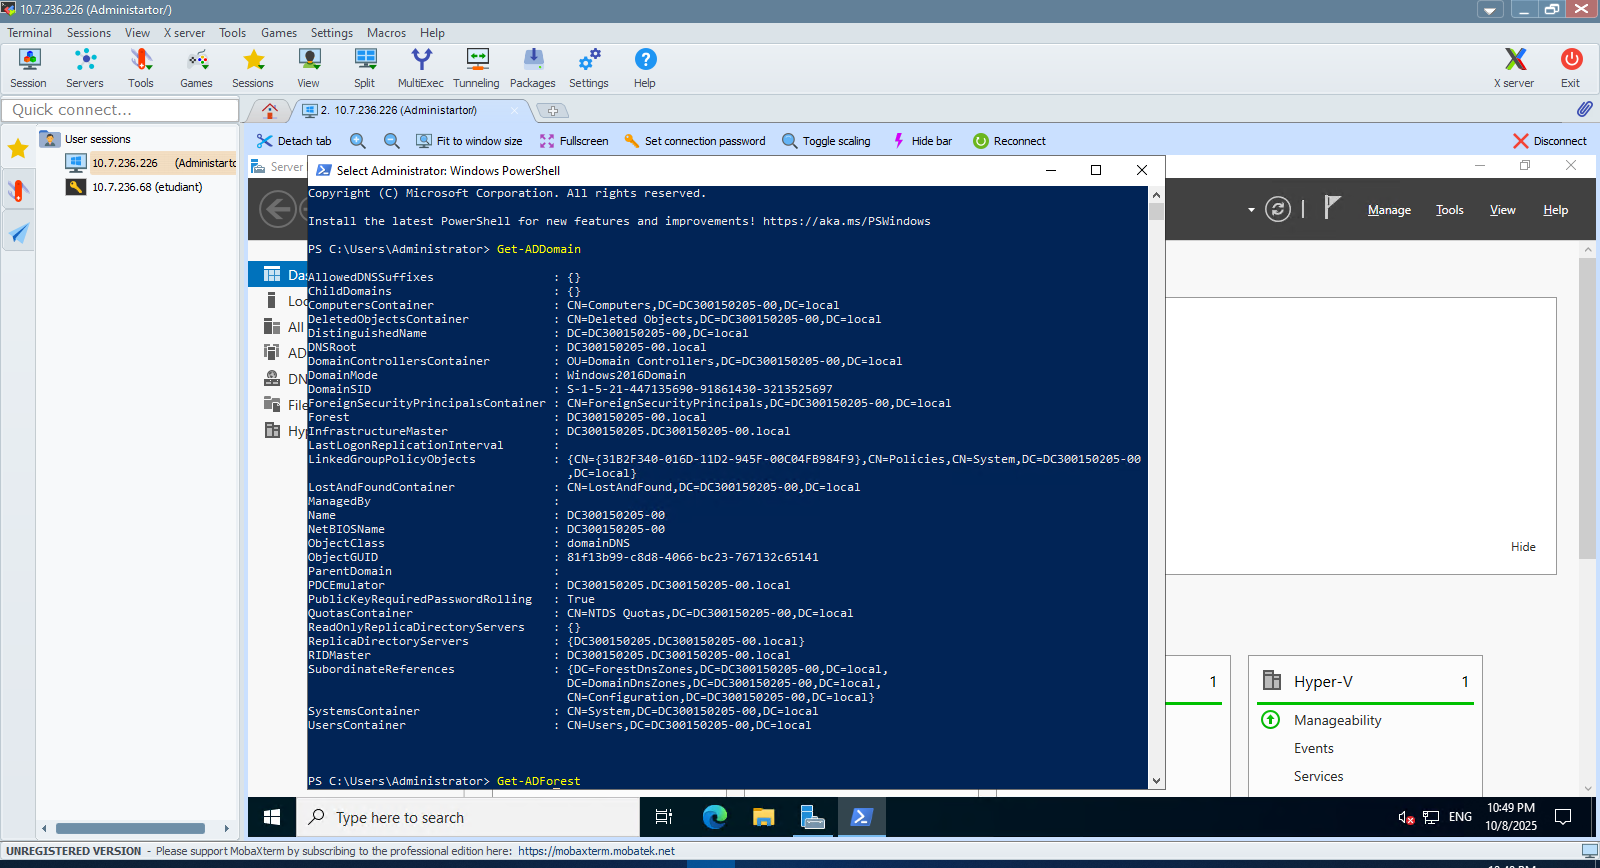 10.7.236.226 (Administartor/)
Terminal Sessions View X server Tools Games Settings Macros Help
Session Servers Tools Games Sessions View Split MultiExec Tunneling Packages Settings Help X server Exit
Quick connect...
2. 10.7.236.226 (Administartor/)
User sessions
10.7.236.226 (Administartc
10.7.236.68 (etudiant)
Detach tab Fit to window size Fullscreen Set connection password Toggle scaling Hide bar Reconnect Disconnect
Server
Select Administrator: Windows PowerShell
Manage Tools View Help
Das
Loc
All
AD
DN
File
Hyp
Copyright (C) Microsoft Corporation. All rights reserved.
Install the latest PowerShell for new features and improvements! https://aka.ms/PSWindows
PS C:\Users\Administrator> Get-ADDomain
AllowedDNSSuffixes : {}
ChildDomains : {}
ComputersContainer : CN=Computers,DC=DC300150205-00,DC=local
DeletedObjectsContainer : CN=Deleted Objects,DC=DC300150205-00,DC=local
DistinguishedName : DC=DC300150205-00,DC=local
DNSRoot : DC300150205-00.local
DomainControllersContainer : OU=Domain Controllers,DC=DC300150205-00,DC=local
DomainMode : Windows2016Domain
DomainSID : S-1-5-21-447135690-91861430-3213525697
ForeignSecurityPrincipalsContainer : CN=ForeignSecurityPrincipals,DC=DC300150205-00,DC=local
Forest : DC300150205-00.local
InfrastructureMaster : DC300150205.DC300150205-00.local
LastLogonReplicationInterval :
LinkedGroupPolicyObjects : {CN={31B2F340-016D-11D2-945F-00C04FB984F9},CN=Policies,CN=System,DC=DC300150205-00
,DC=local}
LostAndFoundContainer : CN=LostAndFound,DC=DC300150205-00,DC=local
ManagedBy :
Name : DC300150205-00
NetBIOSName : DC300150205-00
ObjectClass : domainDNS
ObjectGUID : 81f13b99-c8d8-4066-bc23-767132c65141
ParentDomain :
PDCEmulator : DC300150205.DC300150205-00.local
PublicKeyRequiredPasswordRolling : True
QuotasContainer : CN=NTDS Quotas,DC=DC300150205-00,DC=local
ReadOnlyReplicaDirectoryServers : {}
ReplicaDirectoryServers : {DC300150205.DC300150205-00.local}
RIDMaster : DC300150205.DC300150205-00.local
SubordinateReferences : {DC=ForestDnsZones,DC=DC300150205-00,DC=local,
DC=DomainDnsZones,DC=DC300150205-00,DC=local,
CN=Configuration,DC=DC300150205-00,DC=local}
SystemsContainer : CN=System,DC=DC300150205-00,DC=local
UsersContainer : CN=Users,DC=DC300150205-00,DC=local
PS C:\Users\Administrator> Get-ADForest
Hide
1
Hyper-V 1
Manageability
Events
Services
Type here to search
ENG
10:49 PM
10/8/2025
UNREGISTERED VERSION - Please support MobaXterm by subscribing to the professional edition here: https://mobaxterm.mobatek.net